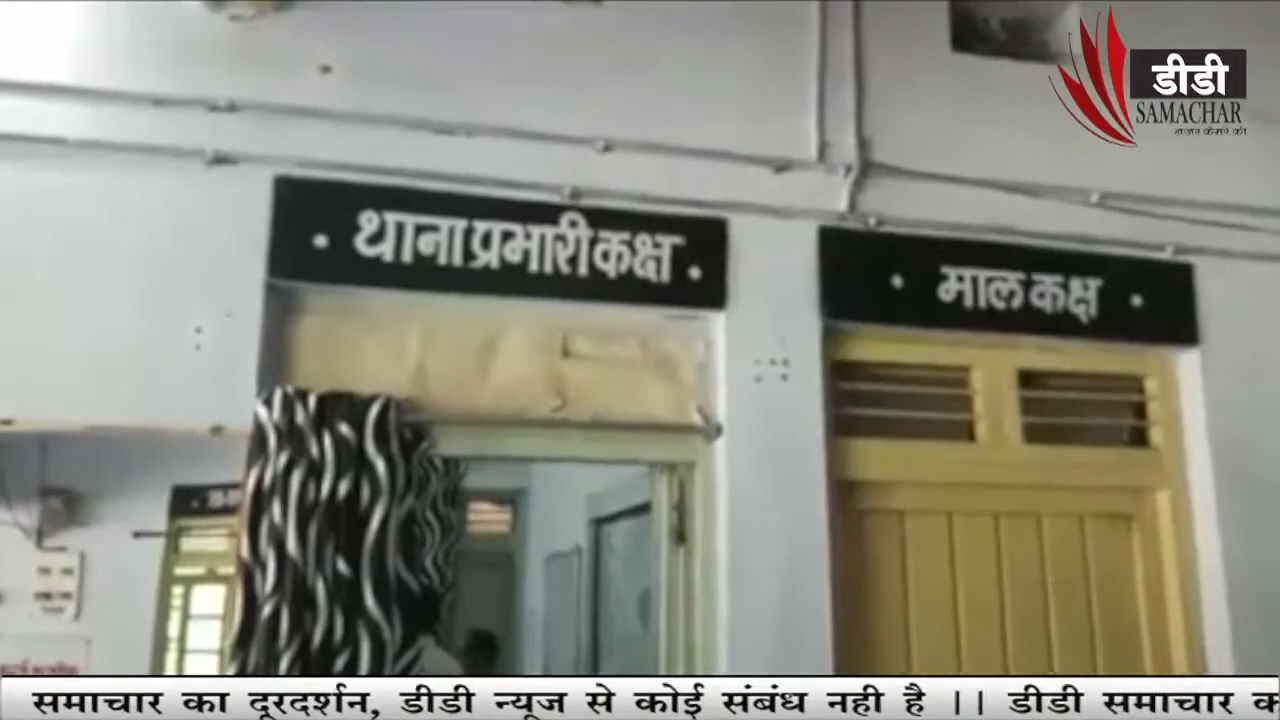 डीडी
SAMACHAR
• थाना प्रभारी कक्ष •
• माल कक्ष •
समाचार का दूरदर्शन, डीडी न्यूज से कोई संबंध नही है || डीडी समाचार क